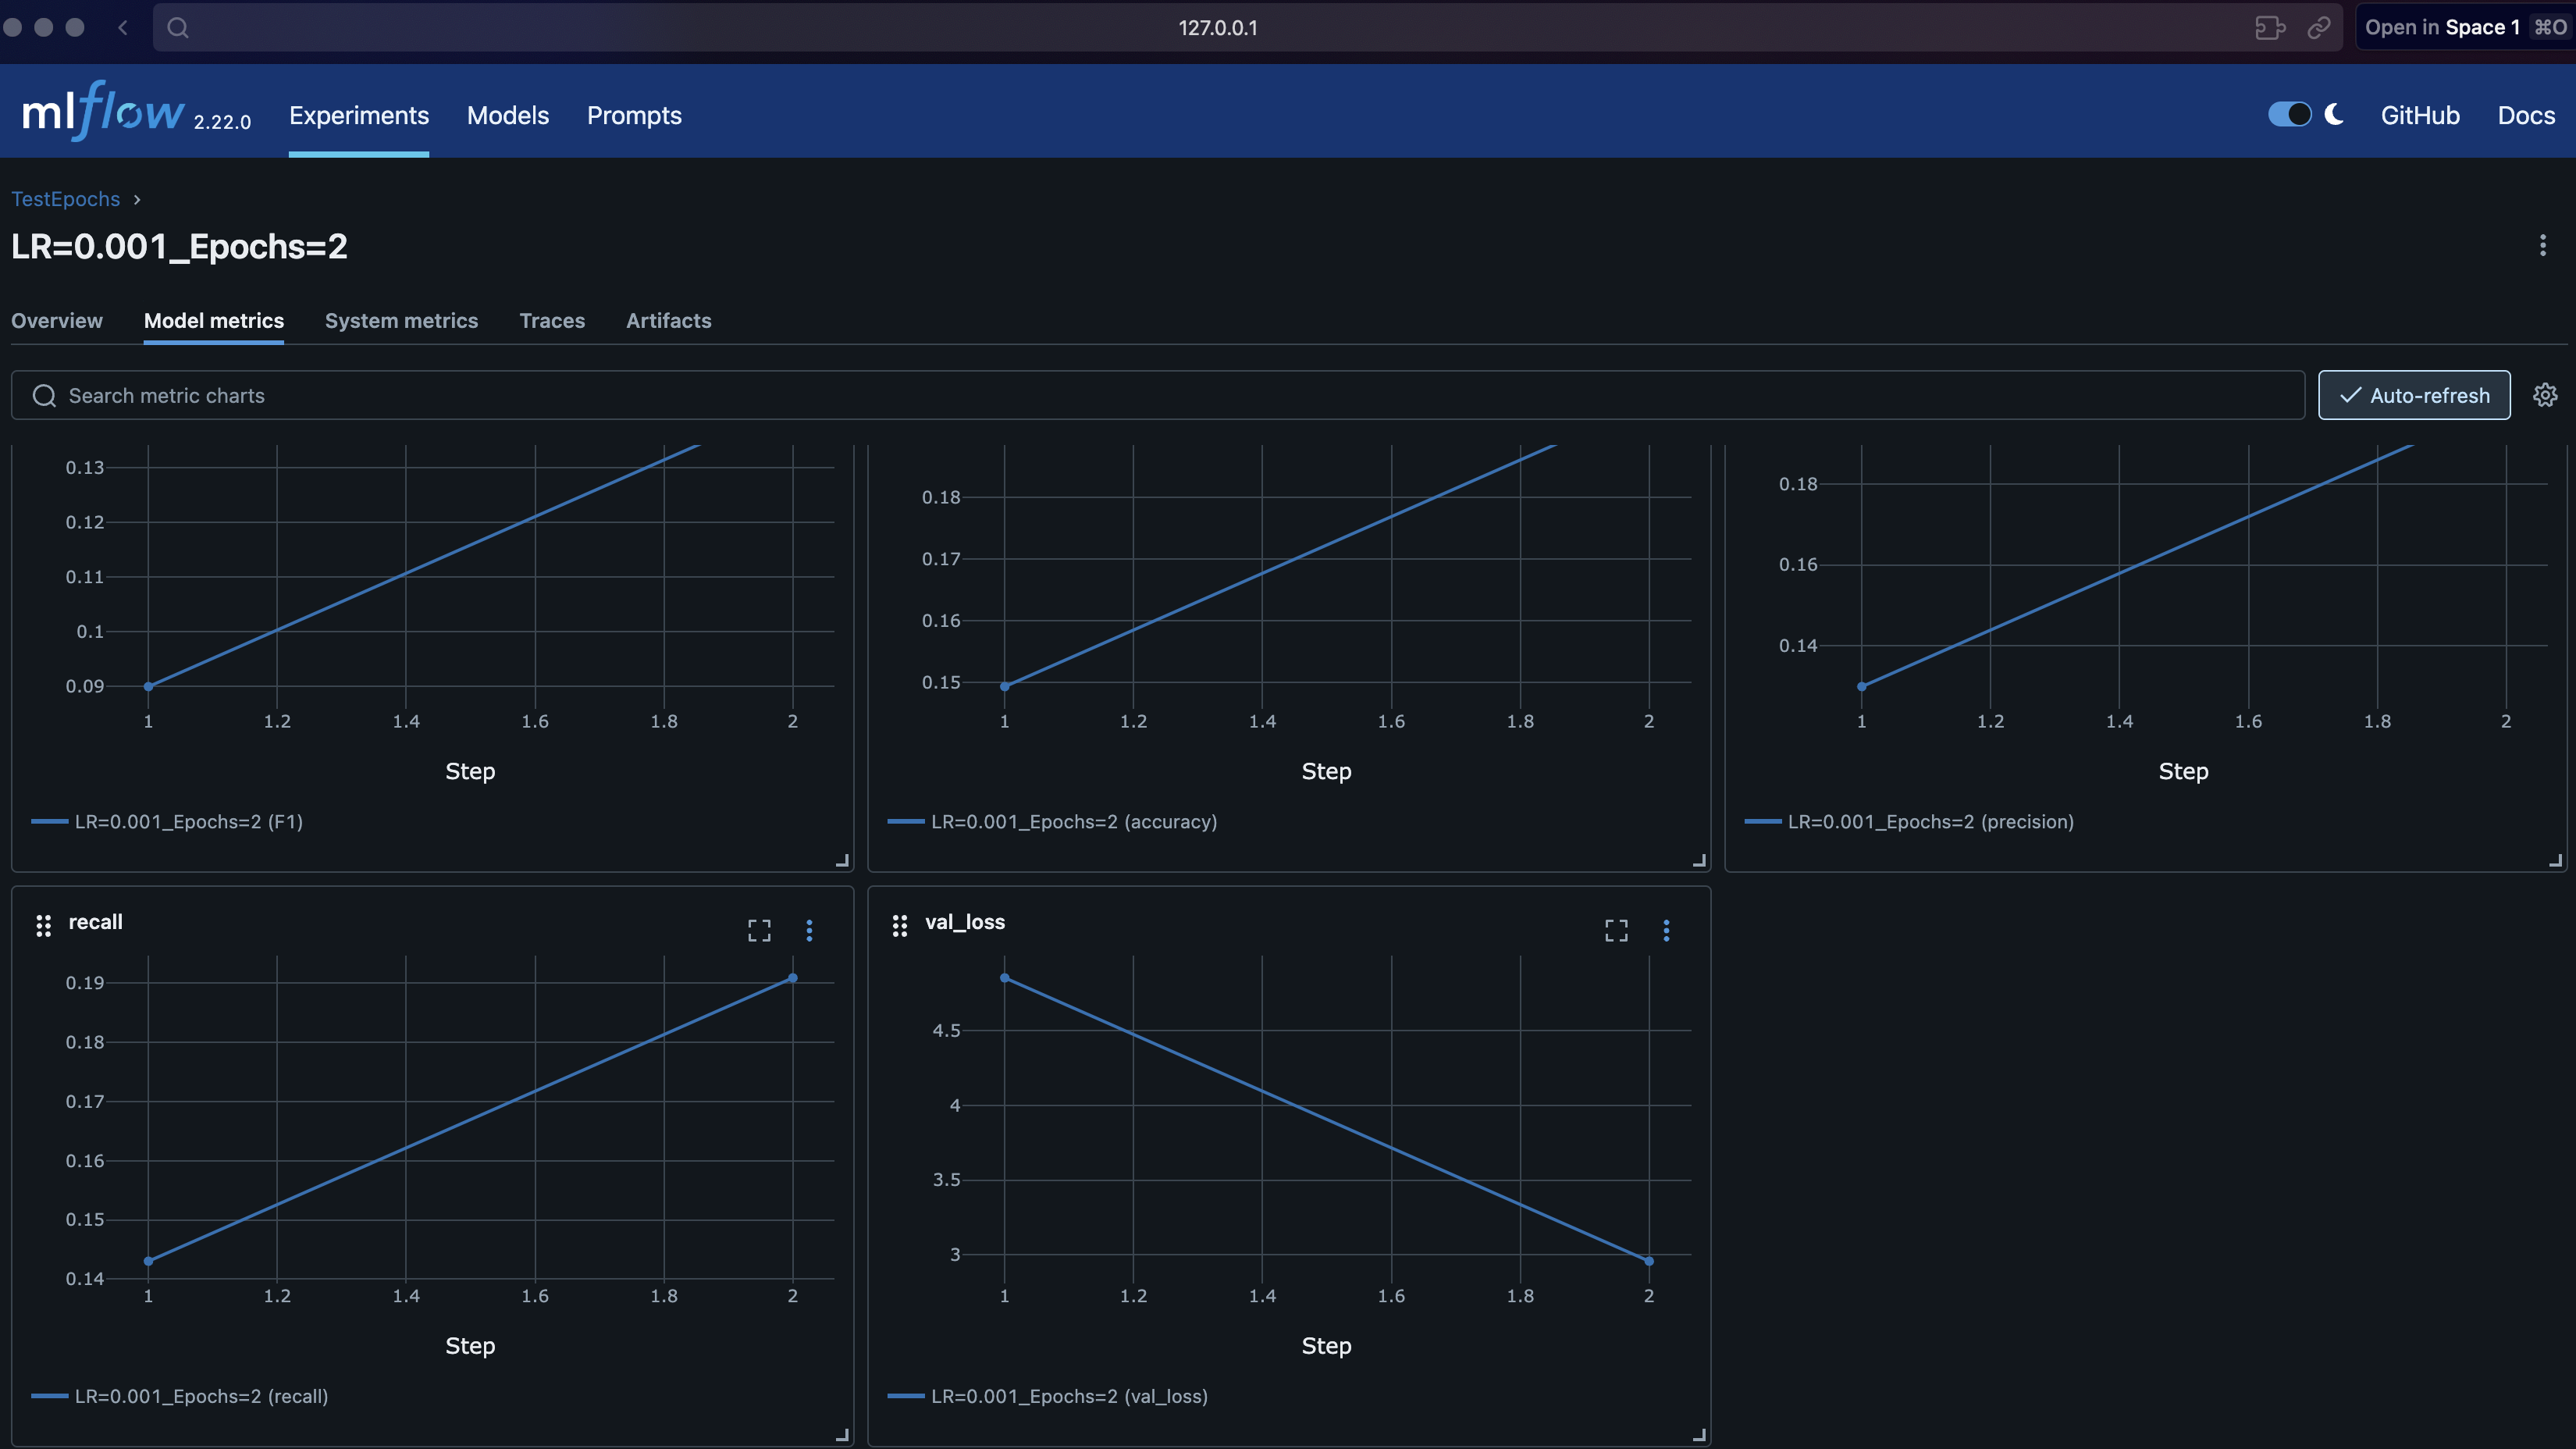 127.0.0.1
Open in Space 1 ⌘O
mlflow 2.22.0 Experiments Models Prompts GitHub Docs
TestEpochs ›
LR=0.001_Epochs=2
Overview Model metrics System metrics Traces Artifacts
Search metric charts Auto-refresh
0.13
0.12
0.11
0.1
0.09
1 1.2 1.4 1.6 1.8 2
Step
LR=0.001_Epochs=2 (F1)
0.18
0.17
0.16
0.15
1 1.2 1.4 1.6 1.8 2
Step
LR=0.001_Epochs=2 (accuracy)
0.18
0.16
0.14
1 1.2 1.4 1.6 1.8 2
Step
LR=0.001_Epochs=2 (precision)
recall
0.19
0.18
0.17
0.16
0.15
0.14
1 1.2 1.4 1.6 1.8 2
Step
LR=0.001_Epochs=2 (recall)
val_loss
4.5
4
3.5
3
1 1.2 1.4 1.6 1.8 2
Step
LR=0.001_Epochs=2 (val_loss)